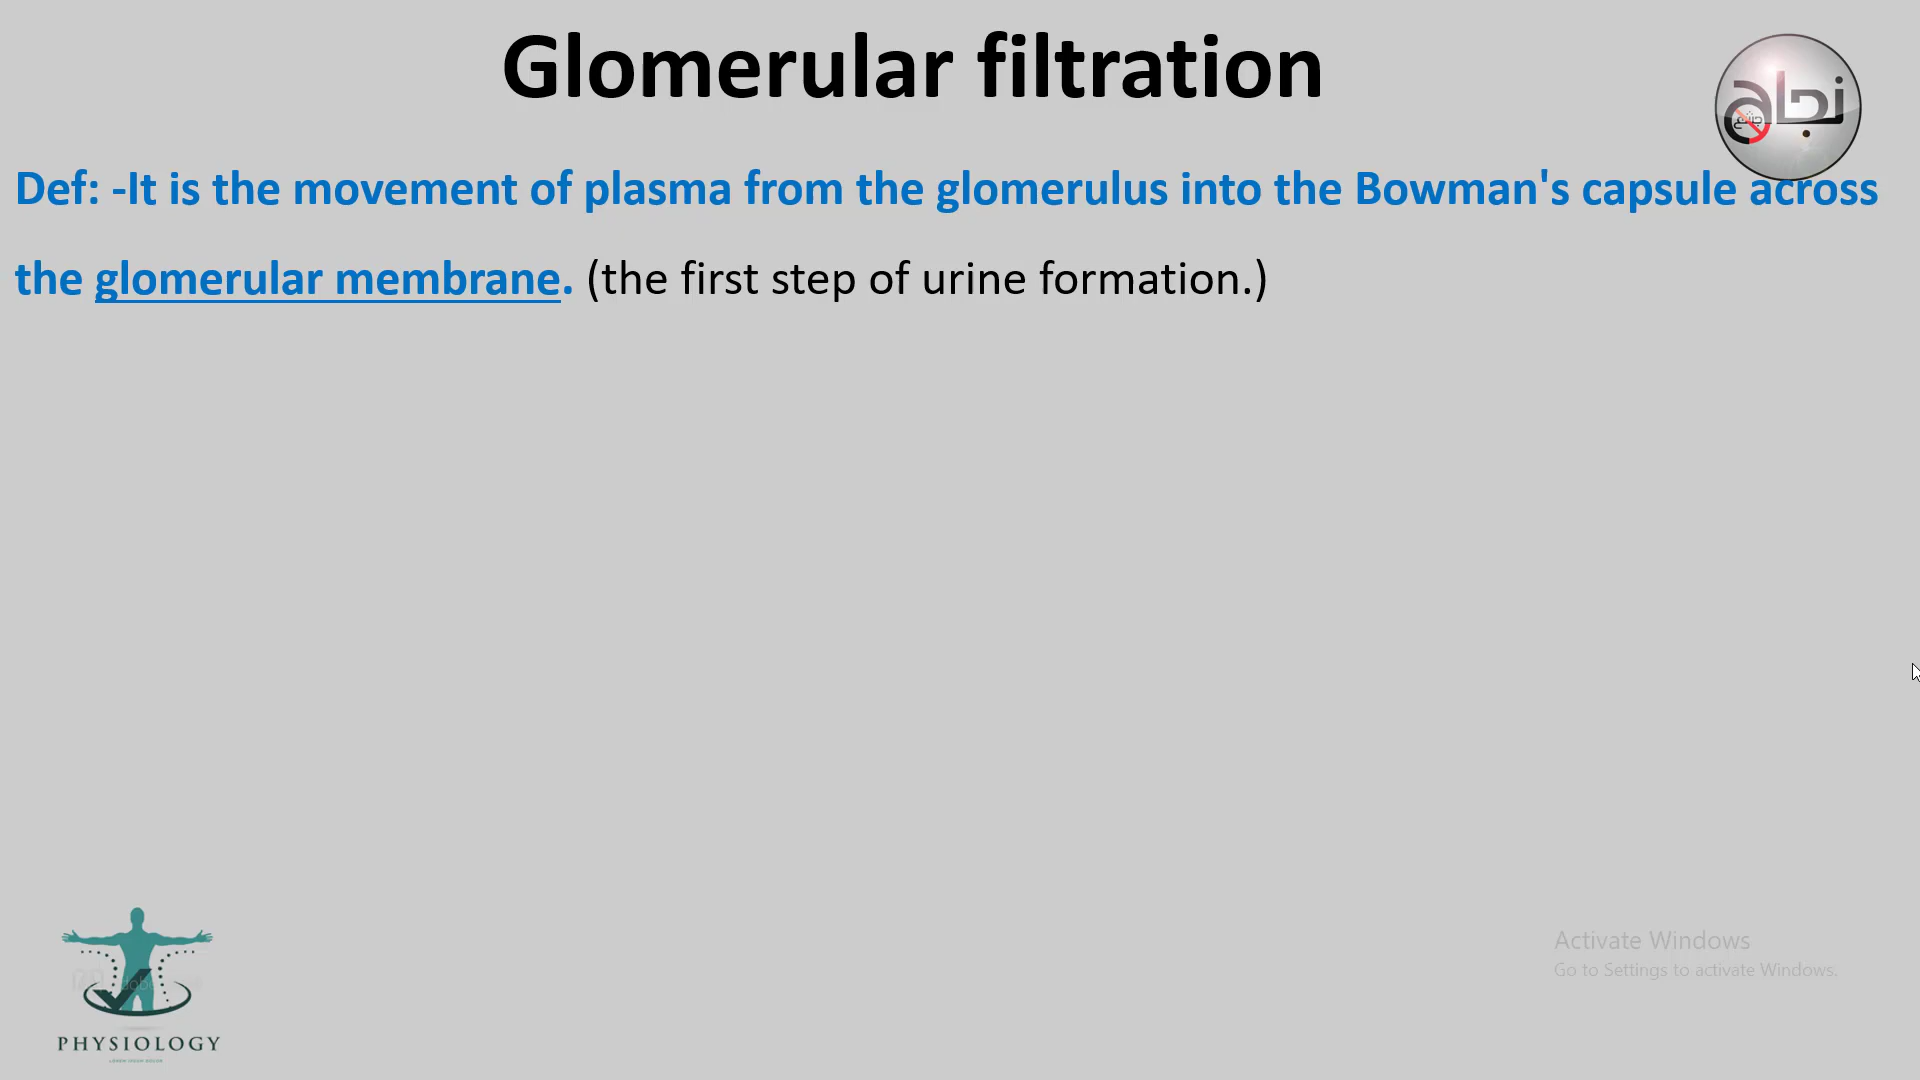 Glomerular filtration
Def: -It is the movement of plasma from the glomerulus into the Bowman's capsule across
the glomerular membrane. (the first step of urine formation.)
Activate Windows
Go to Settings to activate Windows.
PHYSIOLOGY